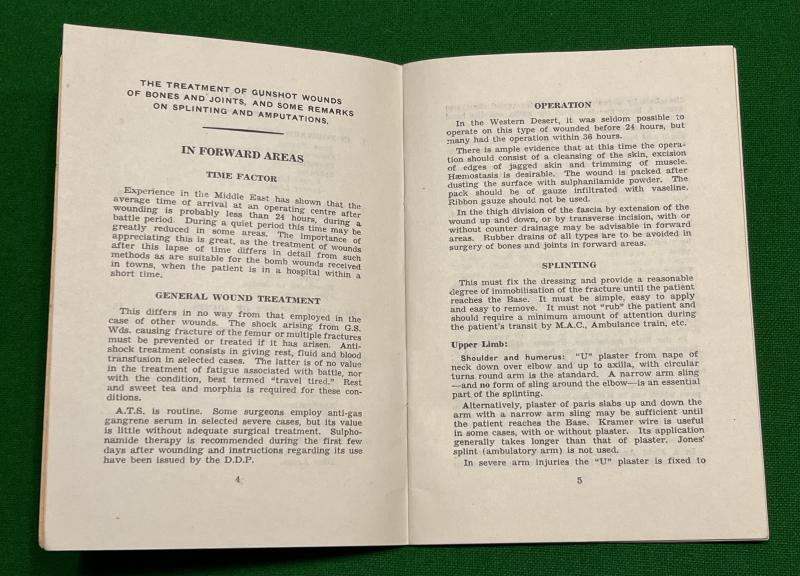 THE TREATMENT OF GUNSHOT WOUNDS
OF BONES AND JOINTS, AND SOME REMARKS
ON SPLINTING AND AMPUTATIONS.
IN FORWARD AREAS
TIME FACTOR
Experience in the Middle East has shown that the
average time of arrival at an operating centre after
wounding is probably less than 24 hours, during a
battle period. During a quiet period this time may be
greatly reduced in some areas. The importance of
appreciating this is great, as the treatment of wounds
after this lapse of time differs in detail from such
methods as are suitable for the bomb wounds received
in towns, when the patient is in a hospital within a
short time.
GENERAL WOUND TREATMENT
This differs in no way from that employed in the
case of other wounds. The shock arising from G.S.
Wds. causing fracture of the femur or multiple fractures
must be prevented or treated if it has arisen. Anti-
shock treatment consists in giving rest, fluid and blood
transfusion in selected cases. The latter is of no value
in the treatment of fatigue associated with battle, nor
with the condition, best termed "travel tired." Rest
and sweet tea and morphia is required for these con-
ditions.
A.T.S. is routine. Some surgeons employ anti-gas
gangrene serum in selected severe cases, but its value
is little without adequate surgical treatment. Sulpho-
namide therapy is recommended during the first few
days after wounding and instructions regarding its use
have been issued by the D.D.P.
4
OPERATION
In the Western Desert, it was seldom possible to
operate on this type of wounded before 24 hours, but
many had the operation within 36 hours.
There is ample evidence that at this time the opera-
tion should consist of a cleansing of the skin, excision
of edges of jagged skin and trimming of muscle.
Hæmostasis is desirable. The wound is packed after
dusting the surface with sulphanilamide powder. The
pack should be of gauze infiltrated with vaseline.
Ribbon gauze should not be used.
In the thigh division of the fascia by extension of the
wound up and down, or by transverse incision, with or
without counter drainage may be advisable in forward
areas. Rubber drains of all types are to be avoided in
surgery of bones and joints in forward areas.
SPLINTING
This must fix the dressing and provide a reasonable
degree of immobilisation of the fracture until the patient
reaches the Base. It must be simple, easy to apply
and easy to remove. It must not "rub" the patient and
should require a minimum amount of attention during
the patient's transit by M.A.C., Ambulance train, etc.
Upper Limb:
Shoulder and humerus: "U" plaster from nape of
neck down over elbow and up to axilla, with circular
turns round arm is the standard. A narrow arm sling
—and no form of sling around the elbow—is an essential
part of the splinting.
Alternatively, plaster of paris slabs up and down the
arm with a narrow arm sling may be sufficient until
the patient reaches the Base. Kramer wire is useful
in some cases, with or without plaster. Its application
generally takes longer than that of plaster. Jones'
splint (ambulatory arm) is not used.
In severe arm injuries the "U" plaster is fixed to
5